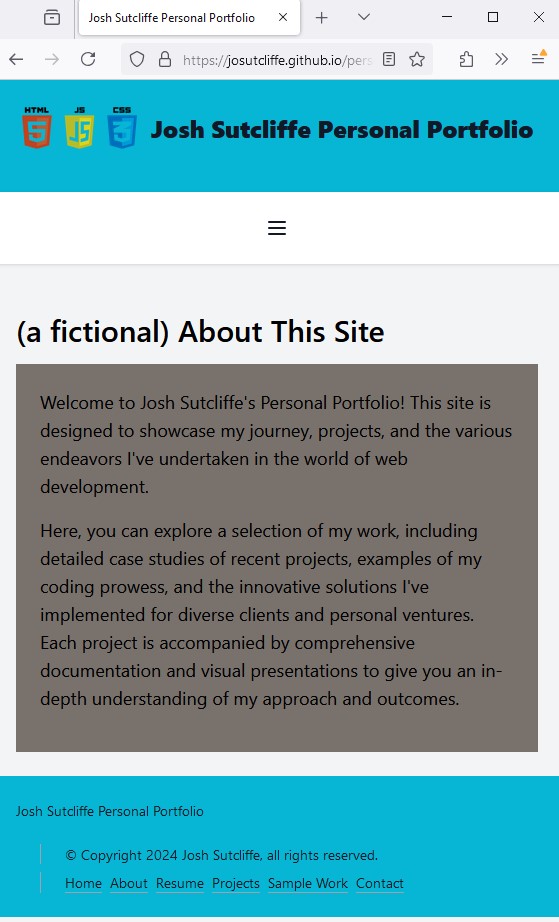 Josh Sutcliffe Personal Portfolio
https://josutcliffe.github.io/pers
HTML JS CSS
5 JS 3
Josh Sutcliffe Personal Portfolio
(a fictional) About This Site
Welcome to Josh Sutcliffe's Personal Portfolio! This site is
designed to showcase my journey, projects, and the various
endeavors I've undertaken in the world of web
development.
Here, you can explore a selection of my work, including
detailed case studies of recent projects, examples of my
coding prowess, and the innovative solutions I've
implemented for diverse clients and personal ventures.
Each project is accompanied by comprehensive
documentation and visual presentations to give you an in-
depth understanding of my approach and outcomes.
Josh Sutcliffe Personal Portfolio
© Copyright 2024 Josh Sutcliffe, all rights reserved.
Home About Resume Projects Sample Work Contact